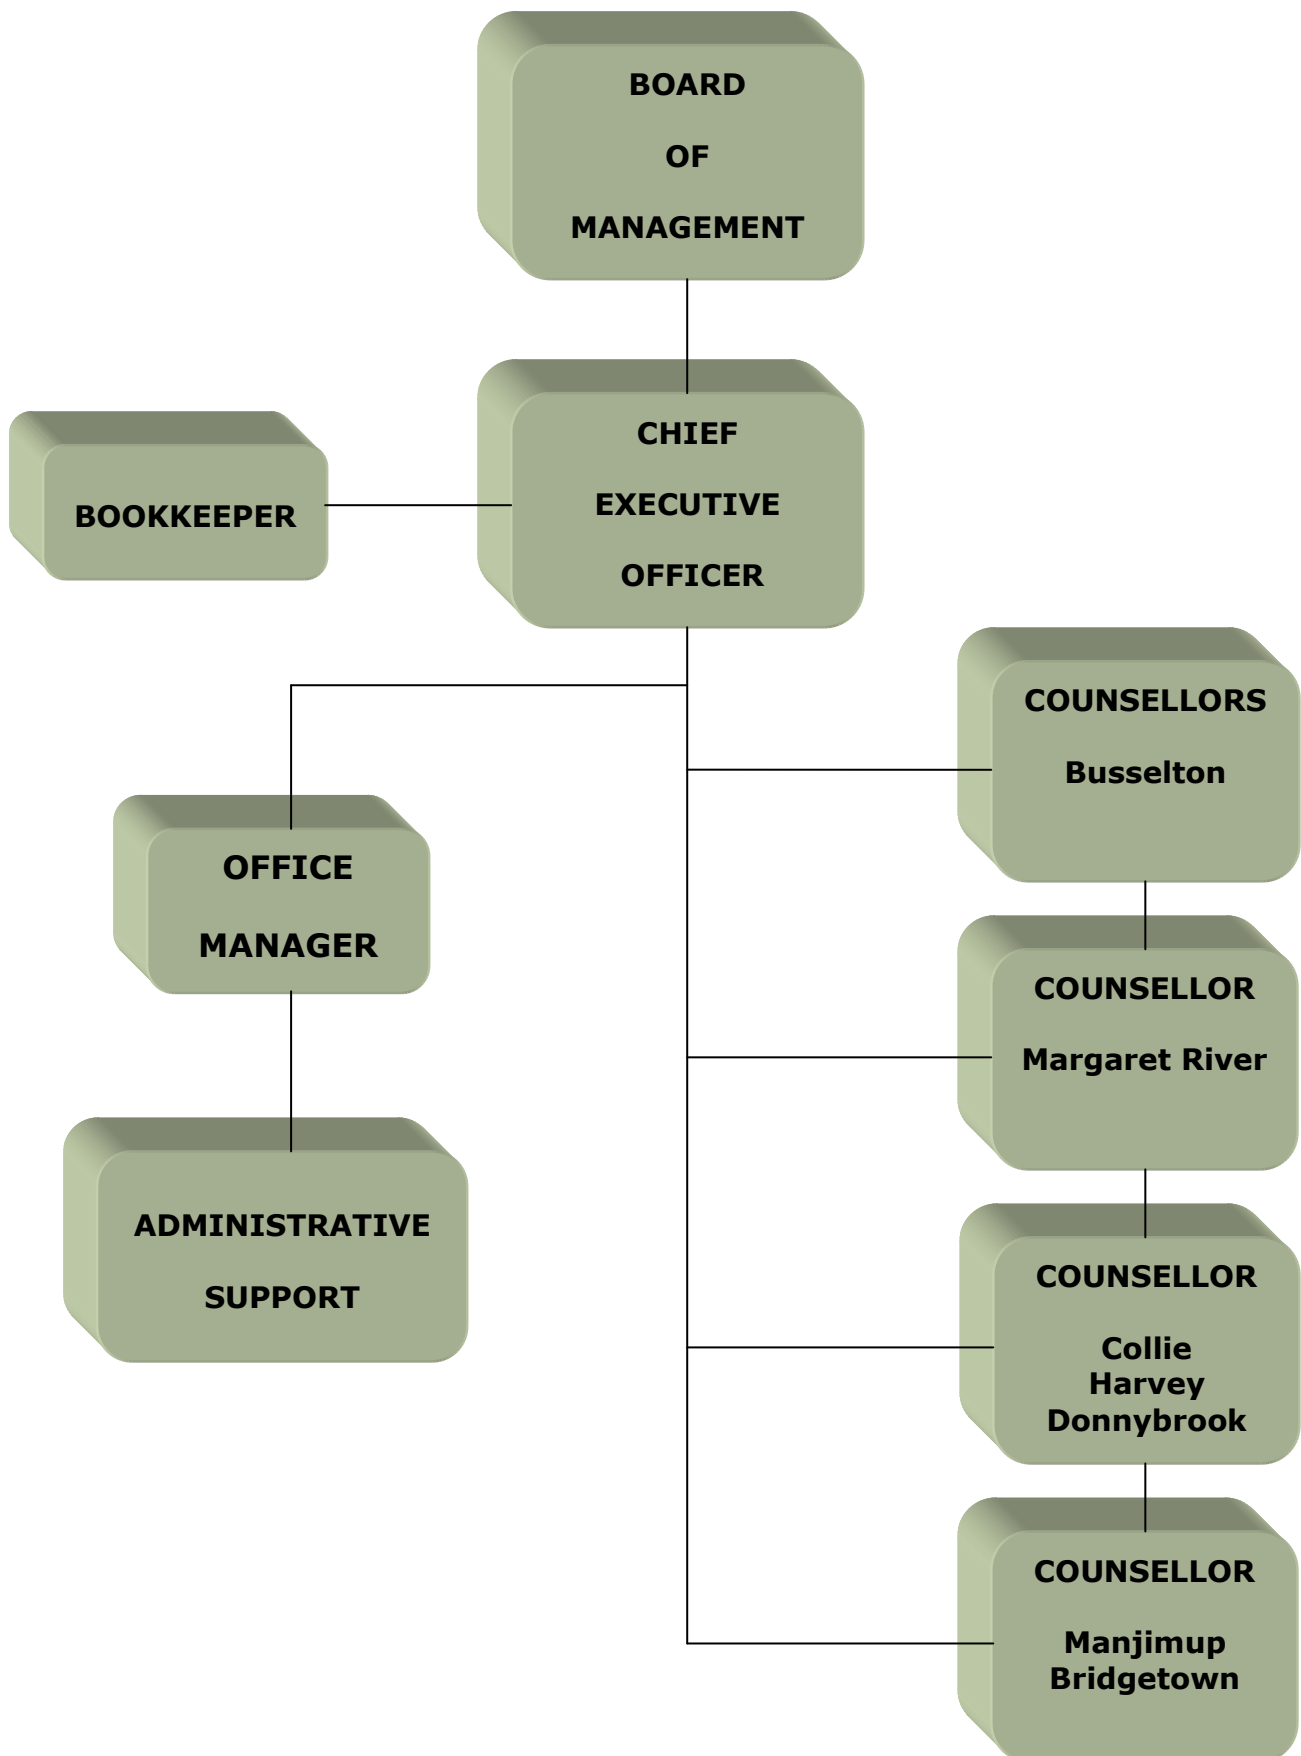 BOARD
OF
MANAGEMENT
CHIEF
EXECUTIVE
OFFICER
BOOKKEEPER
COUNSELLORS
Busselton
OFFICE
MANAGER
COUNSELLOR
Margaret River
ADMINISTRATIVE
SUPPORT
COUNSELLOR
Collie
Harvey
Donnybrook
COUNSELLOR
Manjimup
Bridgetown